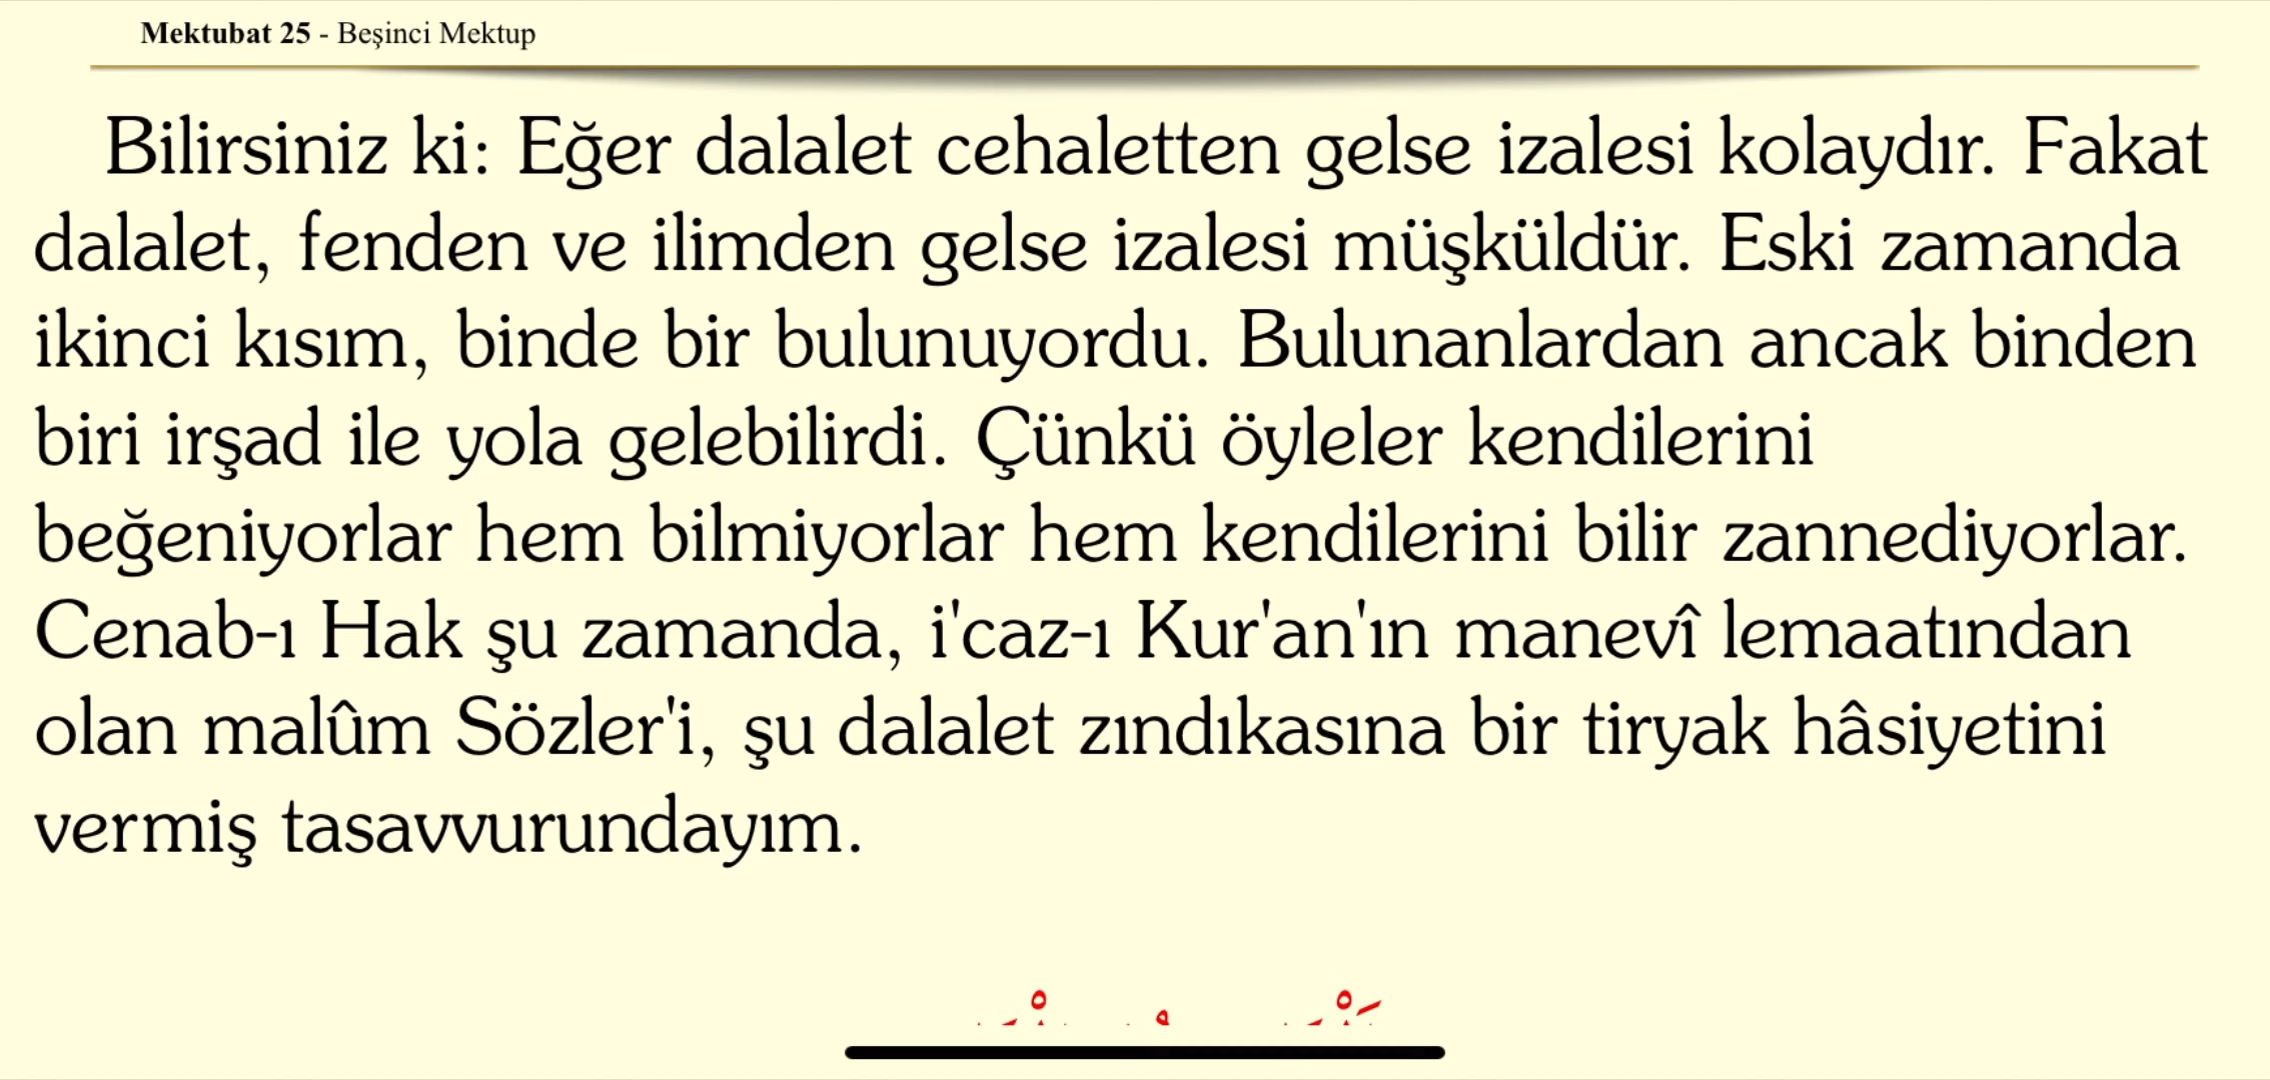 Mektubat 25 - Beşinci Mektup
Bilirsiniz ki: Eğer dalalet cehaletten gelse izalesi kolaydır. Fakat
dalalet, fenden ve ilimden gelse izalesi müşküldür. Eski zamanda
ikinci kısım, binde bir bulunuyordu. Bulunanlardan ancak binden
biri irşad ile yola gelebilirdi. Çünkü öyleler kendilerini
beğeniyorlar hem bilmiyorlar hem kendilerini bilir zannediyorlar.
Cenab-ı Hak şu zamanda, i'caz-ı Kur'an'ın manevî lemaatından
olan malûm Sözler'i, şu dalalet zındıkasına bir tiryak hâsiyetini
vermiş tasavvurundayım.